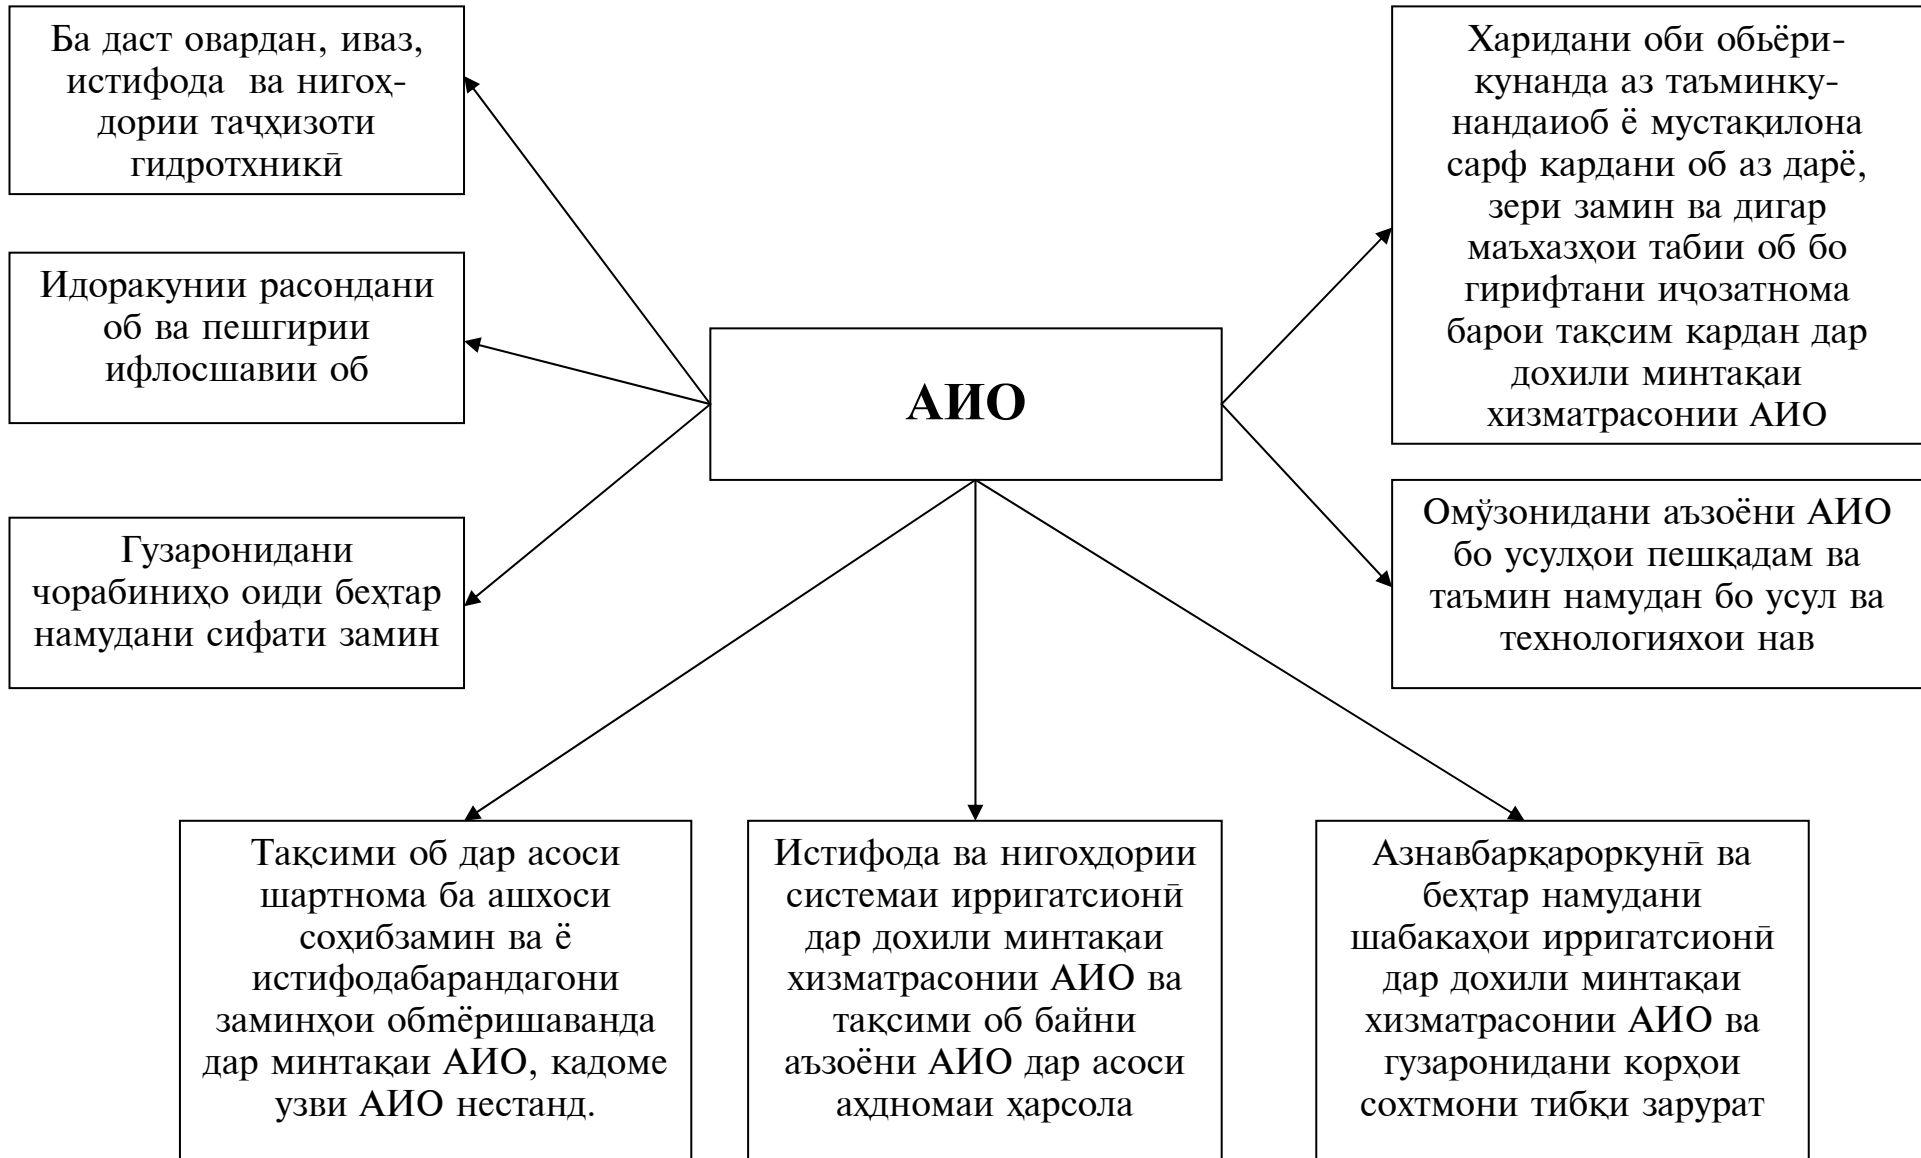 Ба даст овардан, иваз,
истифода ва нигоҳ-
дории таҷҳизоти
гидротхникӣ
Идоракунии расондани
об ва пешгирии
ифлосшавии об
Гузаронидани
чорабиниҳо оиди беҳтар
намудани сифати замин
АИО
Харидани оби обьёри-
кунанда аз таъминку-
нандаиоб ё мустақилона
сарф кардани об аз дарё,
зери замин ва дигар
маъхазҳои табии об бо
гирифтани иҷозатнома
барои тақсим кардан дар
дохили минтақаи
хизматрасонии АИО
Омӯзонидани аъзоёни АИО
бо усулҳои пешқадам ва
таъмин намудан бо усул ва
технологияхои нав
Тақсими об дар асоси
шартнома ба ашхоси
соҳибзамин ва ё
истифодабарандагони
заминҳои обmёришаванда
дар минтақаи АИО, кадоме
узви АИО нестанд.
Истифода ва нигоҳдории
системаи ирригатсионӣ
дар дохили минтақаи
хизматрасонии АИО ва
тақсими об байни
аъзоёни АИО дар асоси
аҳдномаи ҳарсола
Азнавбарқароркунӣ ва
беҳтар намудани
шабакаҳои ирригатсионӣ
дар дохили минтақаи
хизматрасонии АИО ва
гузаронидани корҳои
сохтмони тибқи зарурат